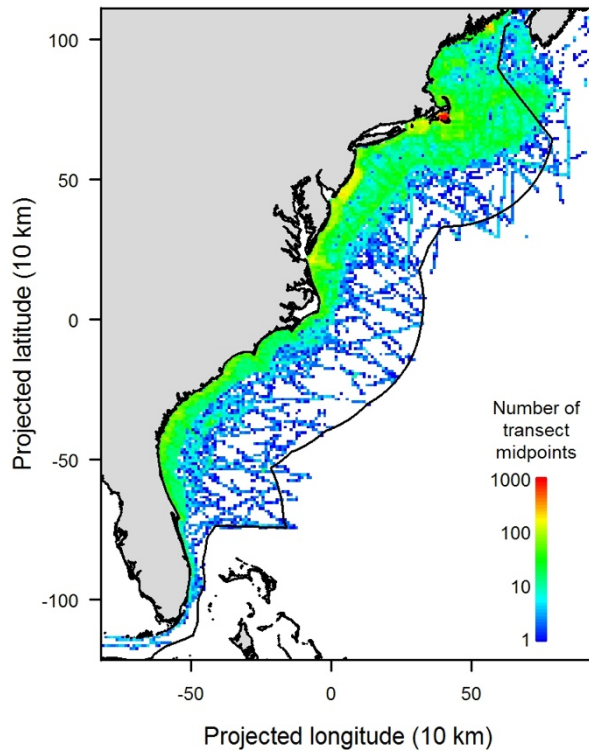 100
50
0
-50
-100
Projected latitude (10 km)
Number of
transect
midpoints
1000
100
10
1
-50
0
50
Projected longitude (10 km)